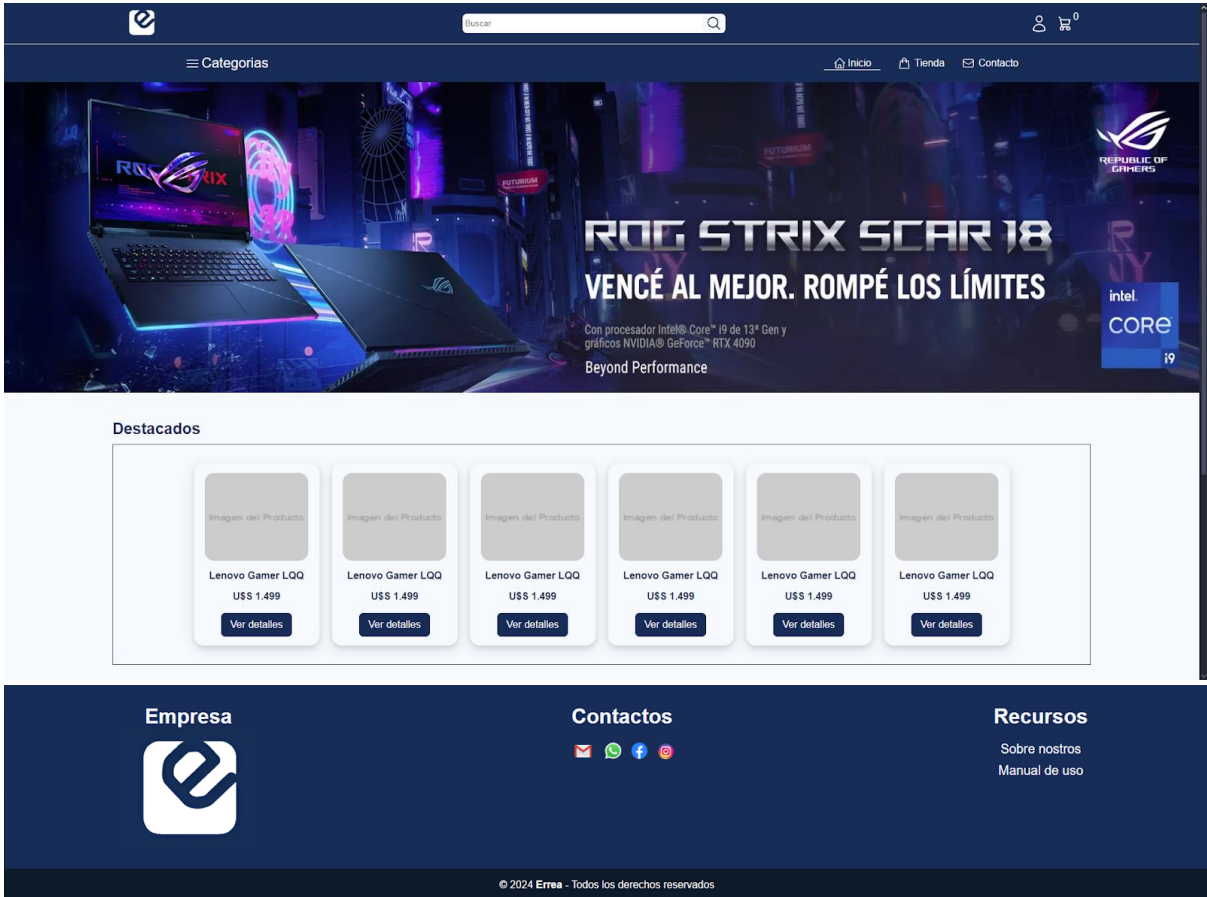 Buscar
0
Categorias
Inicio Tienda Contacto
ROG STRIX SCAR 18
VENCÉ AL MEJOR. ROMPÉ LOS LÍMITES
Con procesador Intel® Core™ i9 de 13ª Gen y
gráficos NVIDIA® GeForce™ RTX 4090
Beyond Performance
REPUBLIC OF
GAMERS
intel.
CORE
i9
FUTURIUM
FUTURIUM
Destacados
Imagen del Producto Imagen del Producto Imagen del Producto Imagen del Producto Imagen del Producto Imagen del Producto
Lenovo Gamer LQQ Lenovo Gamer LQQ Lenovo Gamer LQQ Lenovo Gamer LQQ Lenovo Gamer LQQ Lenovo Gamer LQQ
U$S 1.499 U$S 1.499 U$S 1.499 U$S 1.499 U$S 1.499 U$S 1.499
Ver detalles Ver detalles Ver detalles Ver detalles Ver detalles Ver detalles
Empresa Contactos Recursos
Sobre nostros
Manual de uso
© 2024 Errea - Todos los derechos reservados